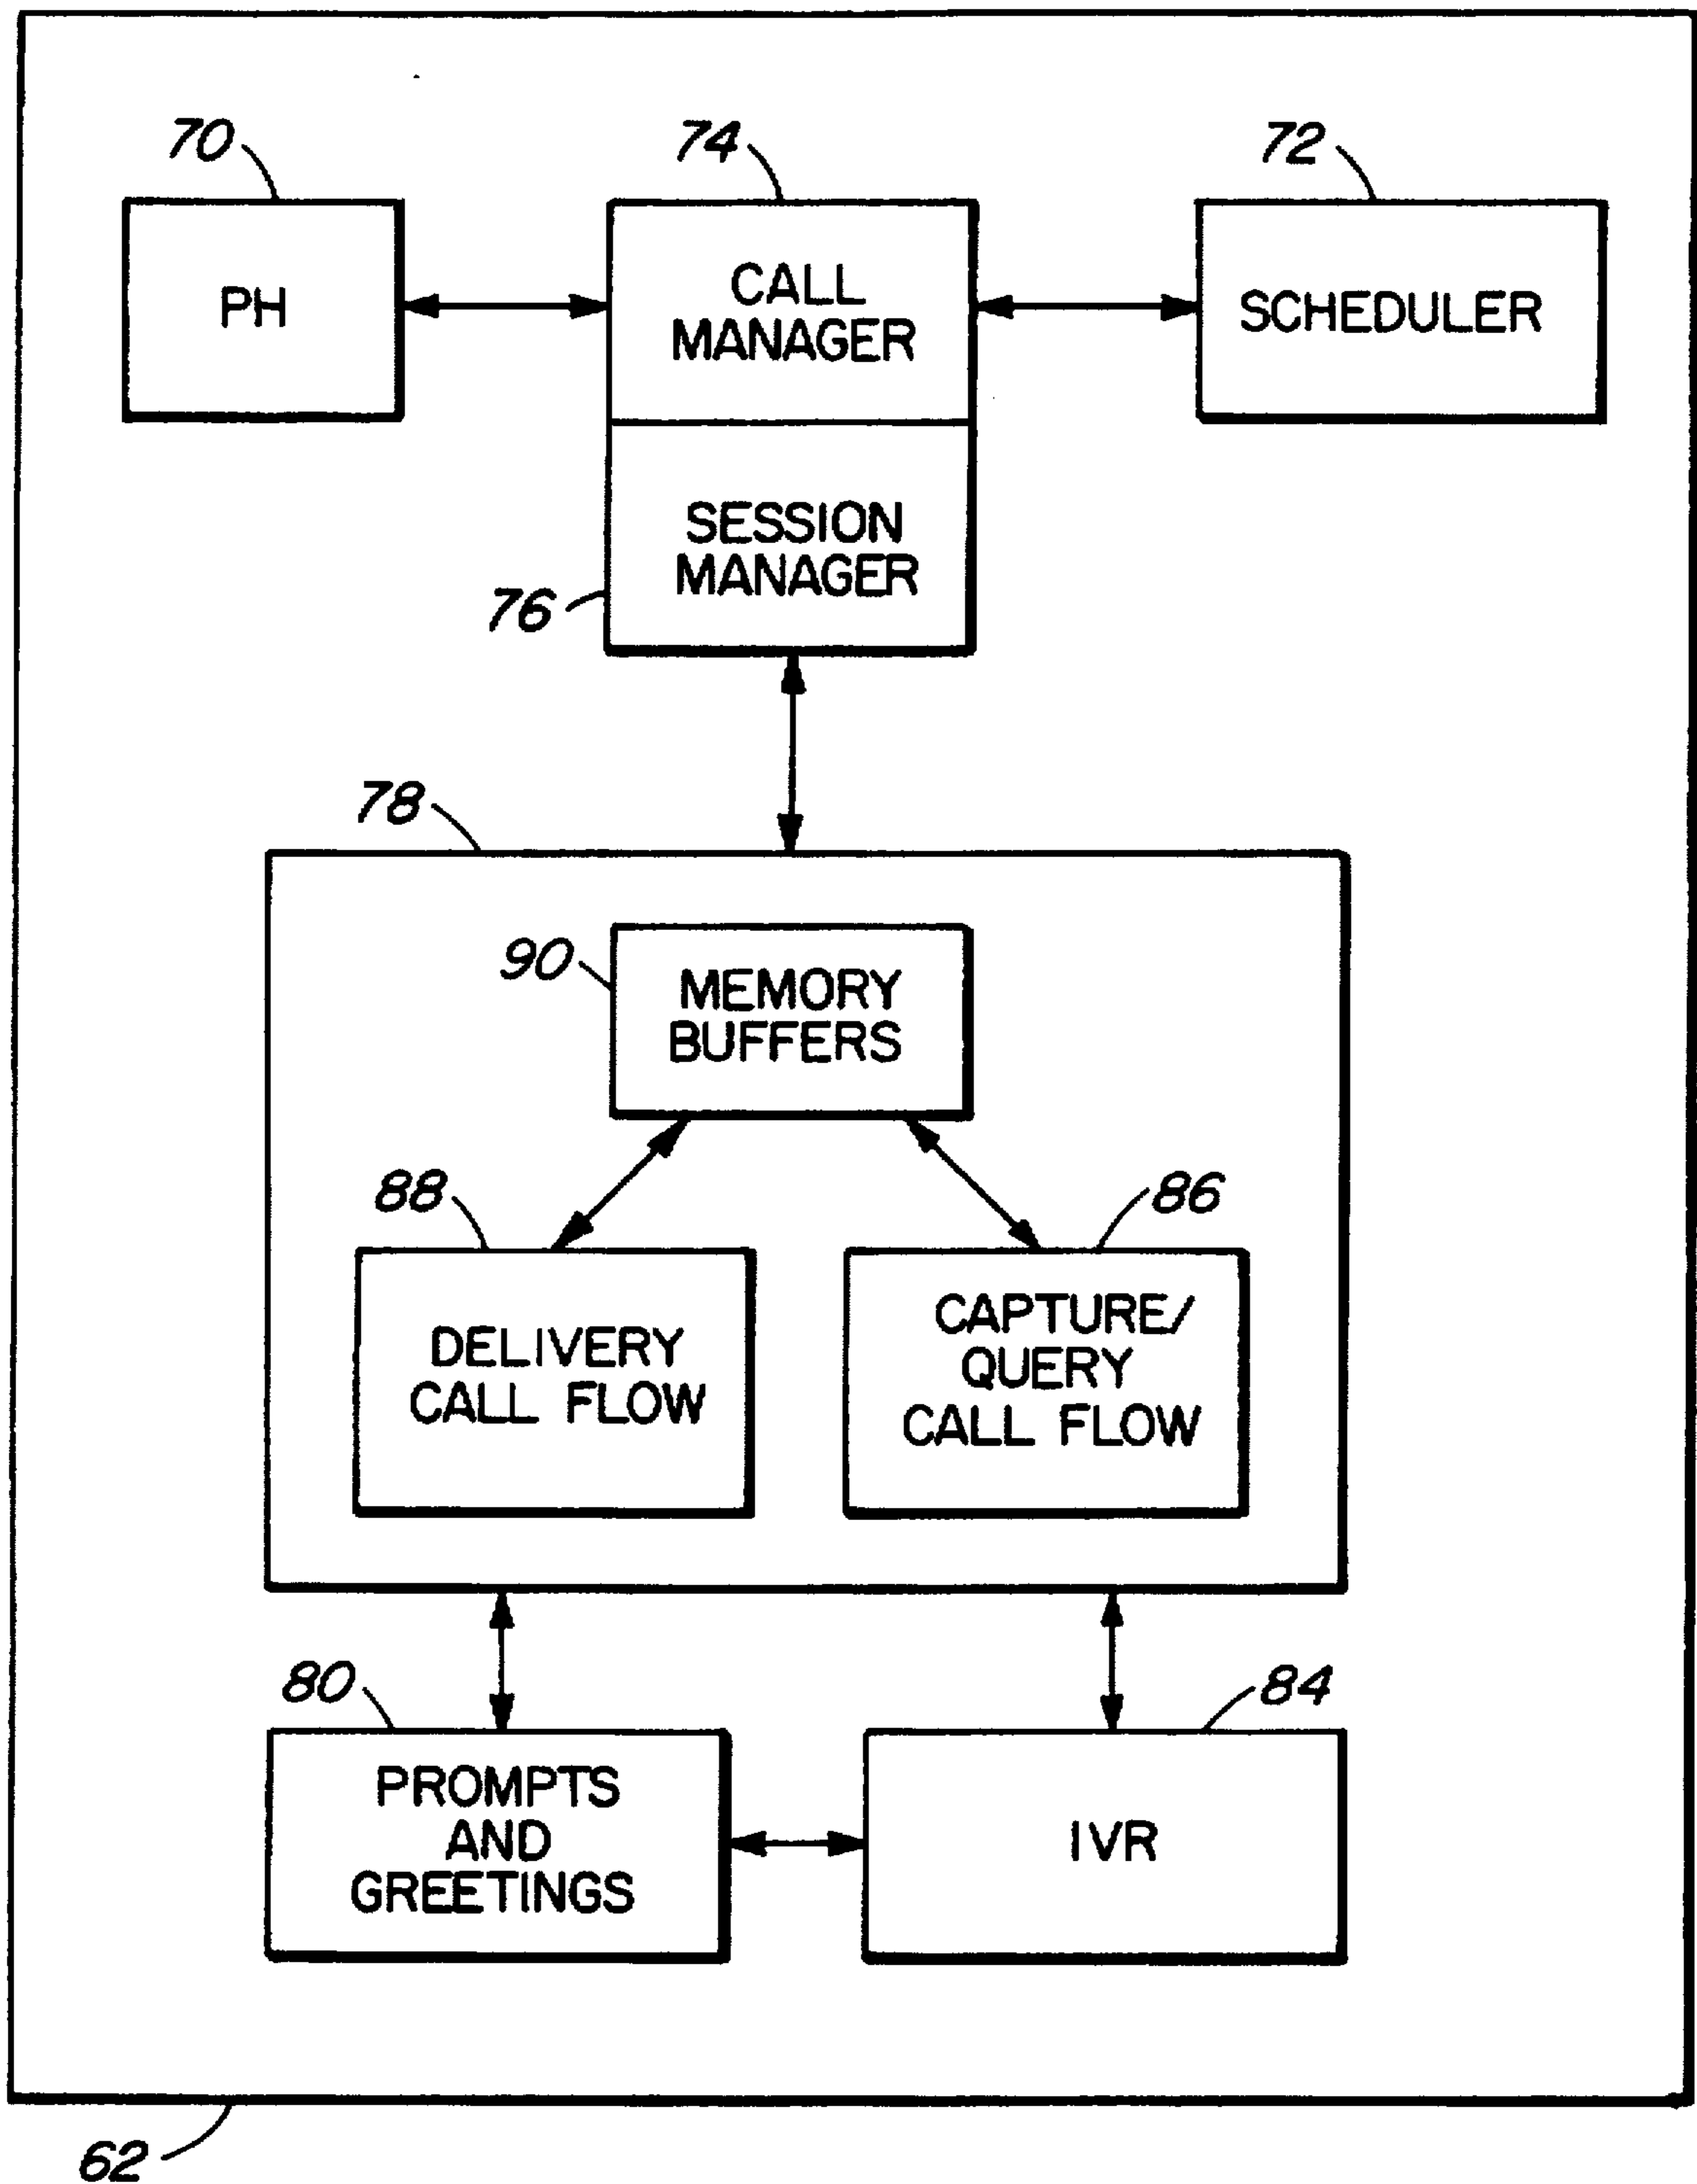 70
74
72
PH
CALL
MANAGER
SCHEDULER
SESSION
MANAGER
76
78
90
MEMORY
BUFFERS
88
86
DELIVERY
CALL FLOW
CAPTURE/
QUERY
CALL FLOW
80
84
PROMPTS
AND
GREETINGS
IVR
62